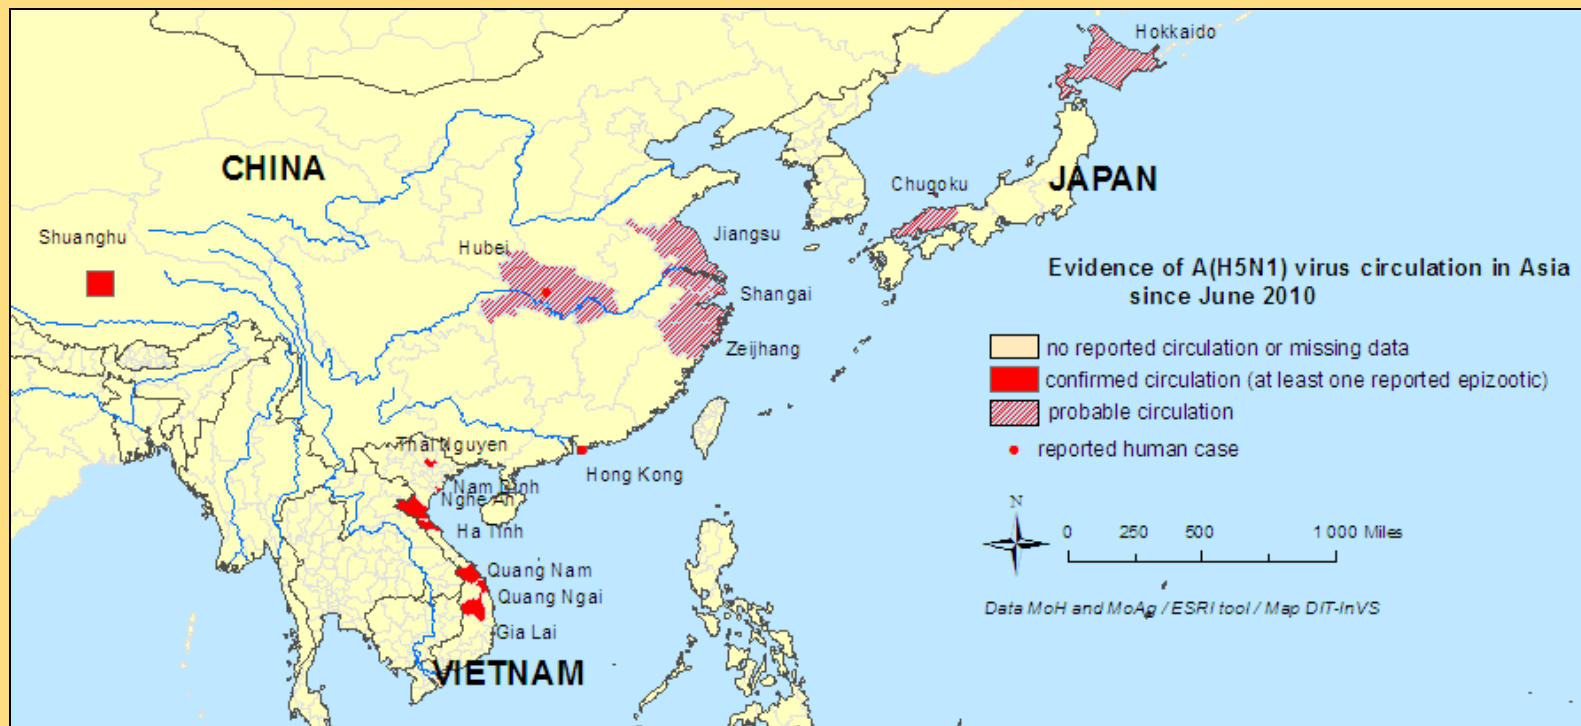 Hokkaido
CHINA
JAPAN
Chugoku
Shuanghu
Hubei
Jiangsu
Shangai
Zeijhang
Evidence of A(H5N1) virus circulation in Asia
since June 2010
no reported circulation or missing data
confirmed circulation (at least one reported epizootic)
probable circulation
reported human case
Thai Nguyen
Hong Kong
Nam Dinh
Nghe An
Ha Tinh
Quang Nam
Quang Ngai
Gia Lai
VIETNAM
N
0 250 500 1 000 Miles
Data MoH and MoAg / ESRI tool / Map DIT-InVS